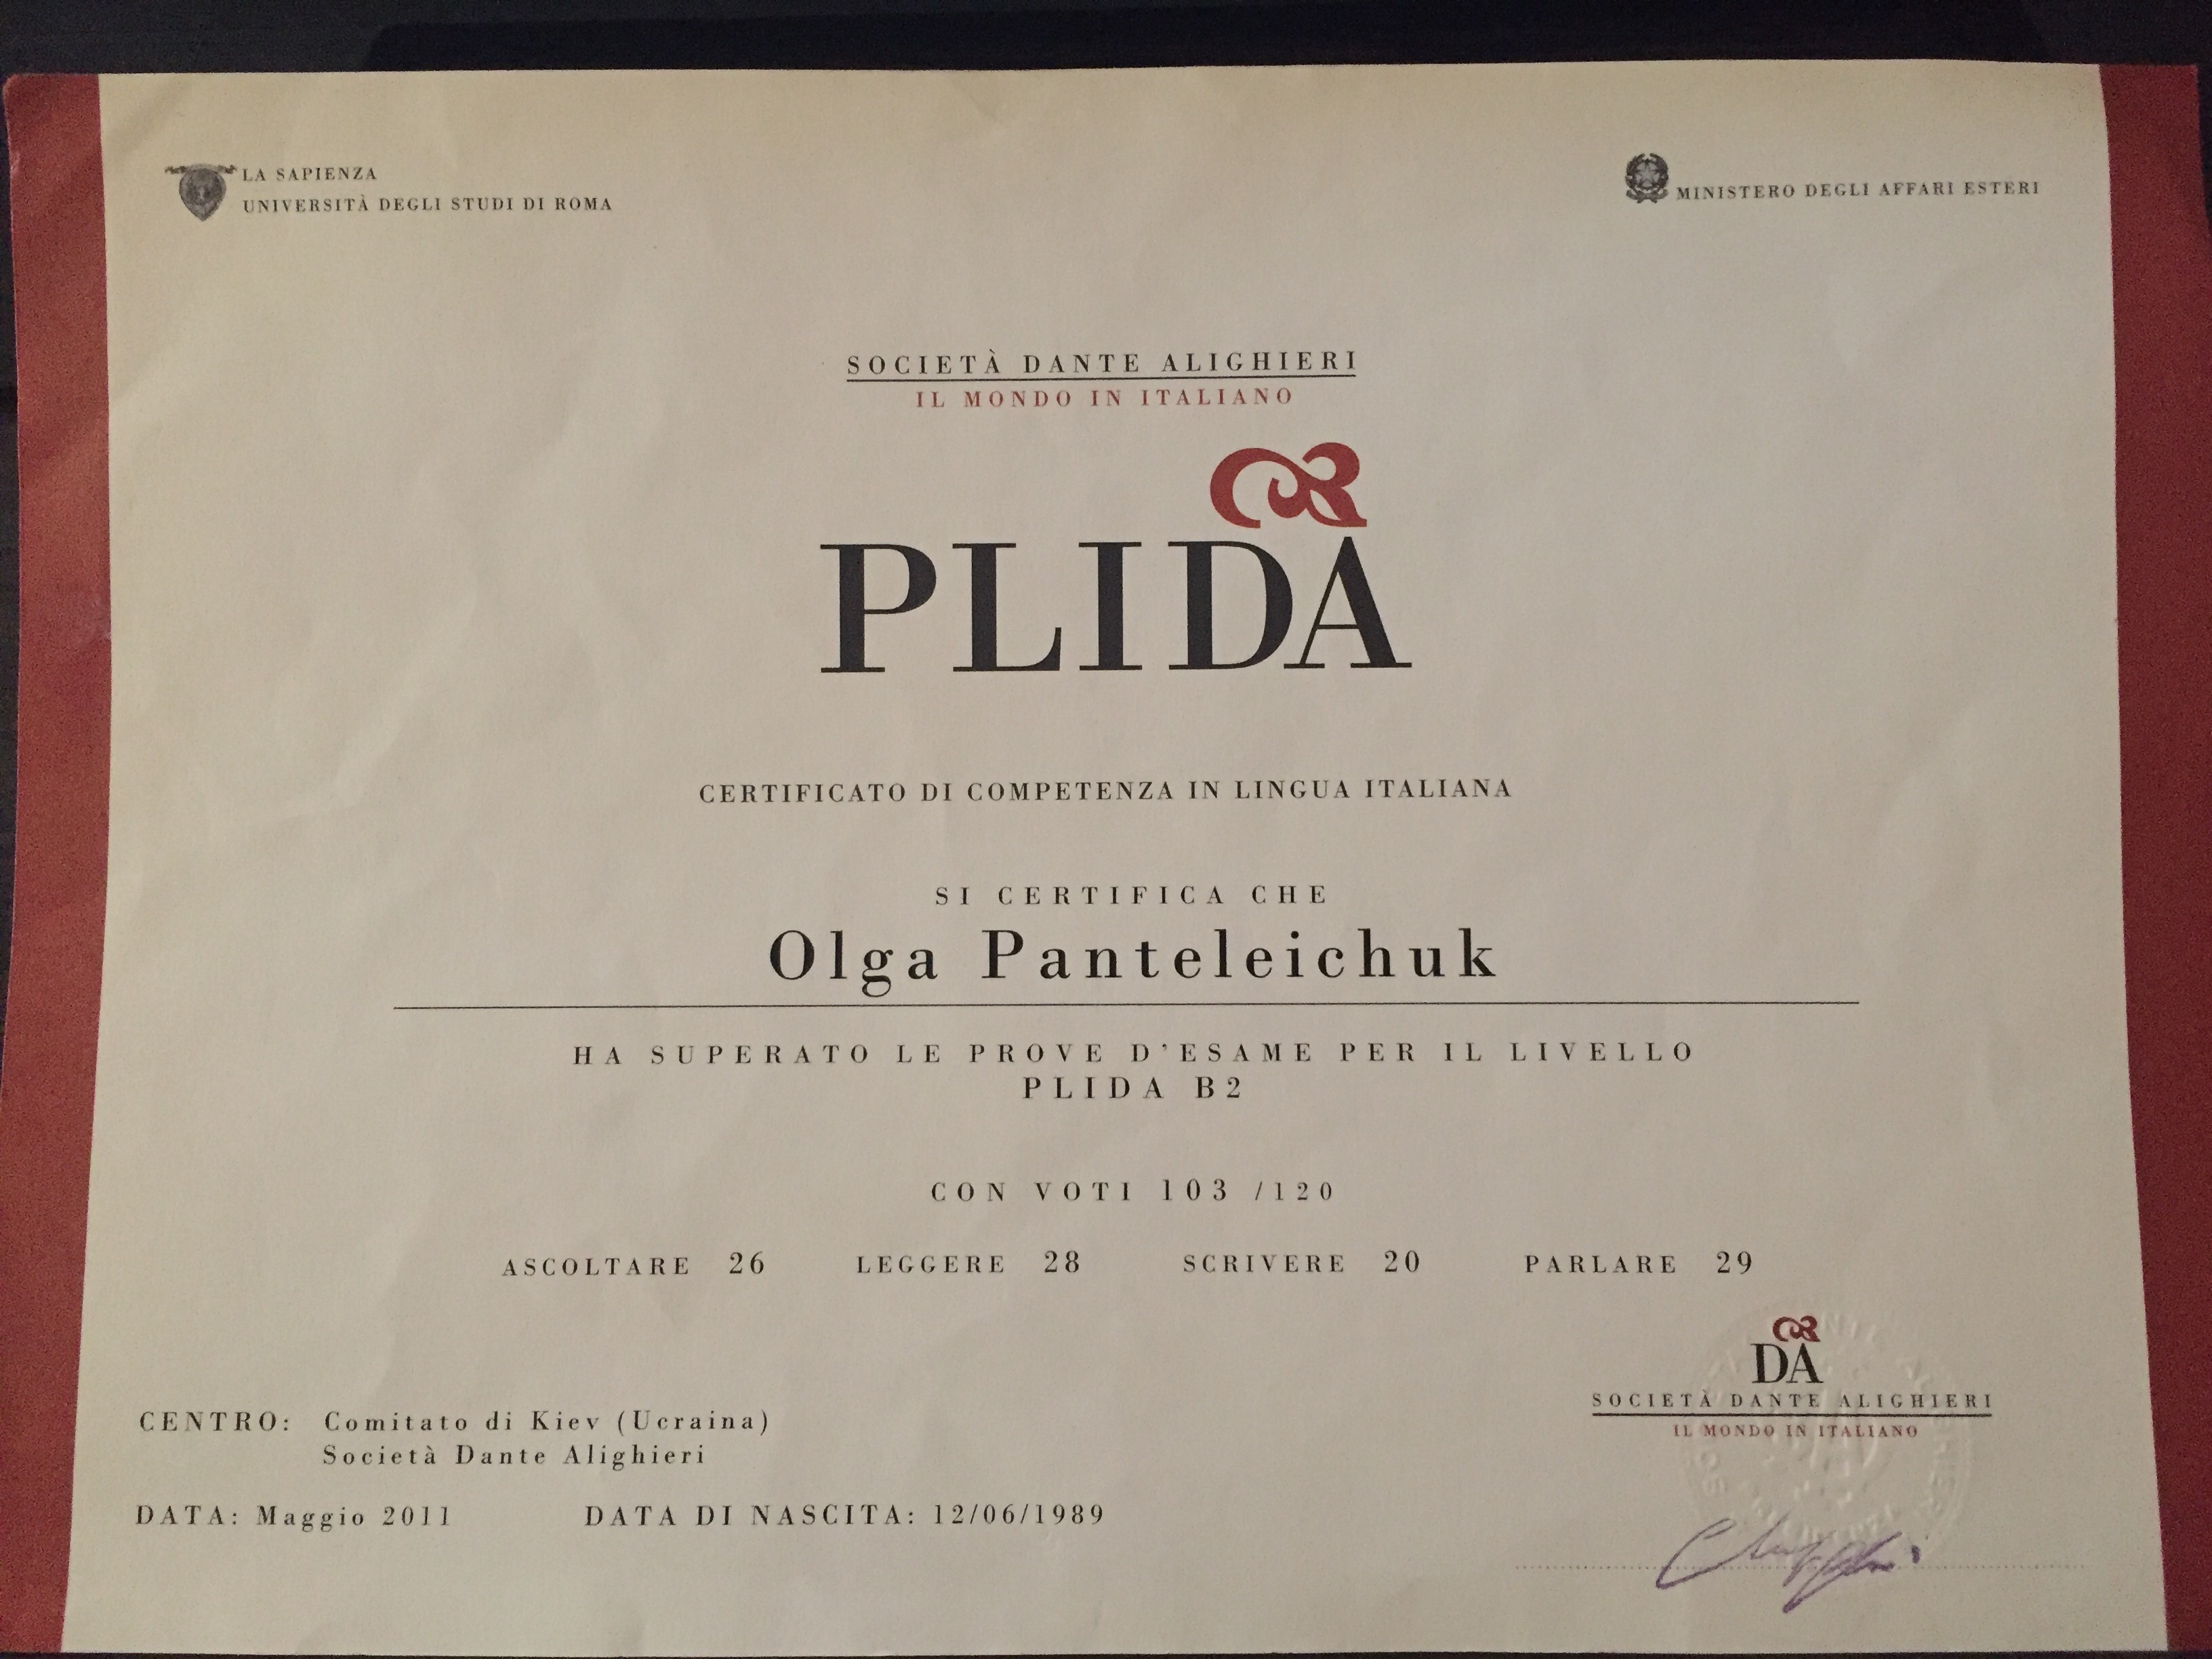 LA SAPIENZA
UNIVERSITÀ DEGLI STUDI DI ROMA
MINISTERO DEGLI AFFARI ESTERI
SOCIETÀ DANTE ALIGHIERI
IL MONDO IN ITALIANO
PLIDA
CERTIFICATO DI COMPETENZA IN LINGUA ITALIANA
SI CERTIFICA CHE
Olga Panteleichuk
HA SUPERATO LE PROVE D'ESAME PER IL LIVELLO
PLIDA B2
CON VOTI 103 /120
ASCOLTARE 26 LEGGERE 28 SCRIVERE 20 PARLARE 29
DA
SOCIETÀ DANTE ALIGHIERI
IL MONDO IN ITALIANO
CENTRO: Comitato di Kiev (Ucraina)
Società Dante Alighieri
DATA: Maggio 2011 DATA DI NASCITA: 12/06/1989